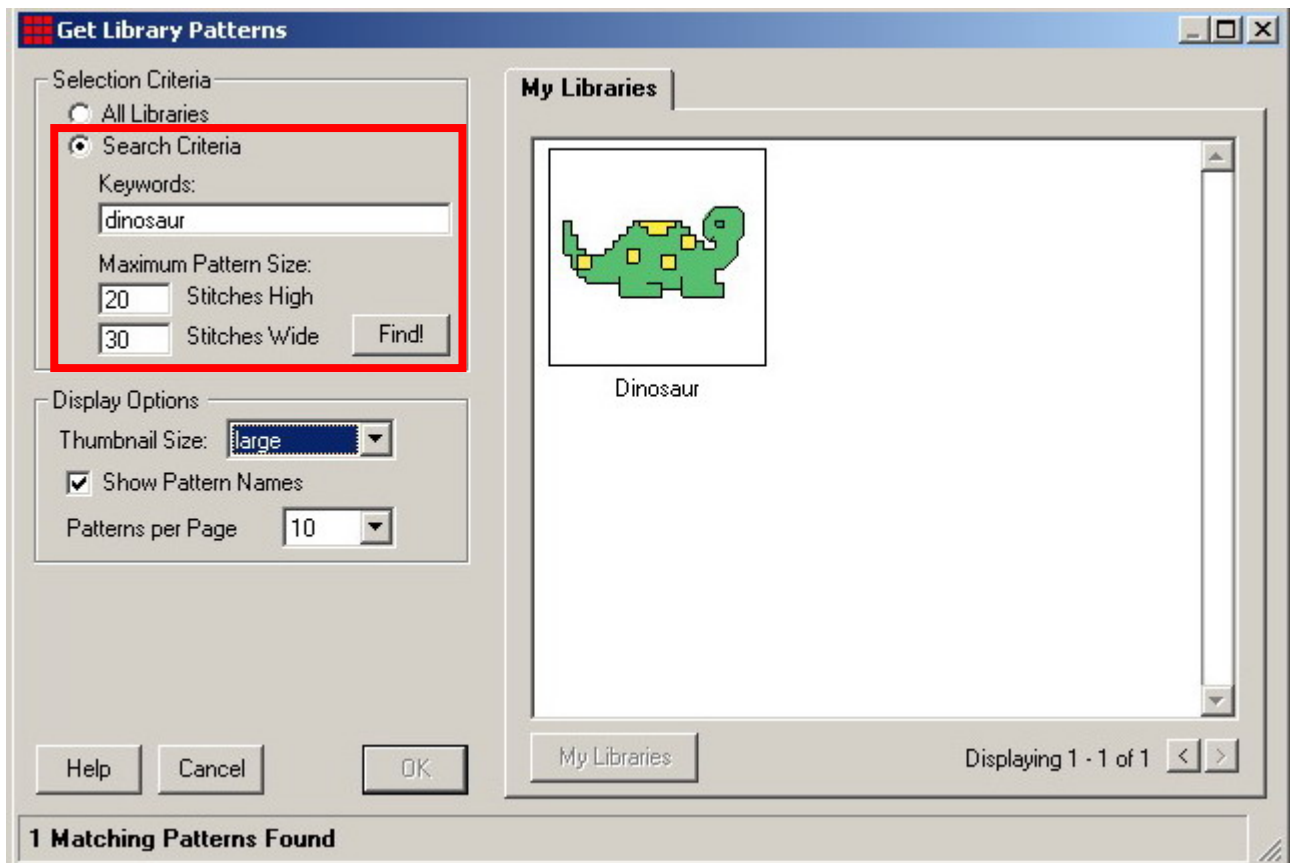 Get Library Patterns
Selection Criteria
All Libraries
Search Criteria
Keywords:
dinosaur
Maximum Pattern Size:
20 Stitches High
30 Stitches Wide Find!
Display Options
Thumbnail Size: large
Show Pattern Names
Patterns per Page 10
Help Cancel OK
My Libraries
Dinosaur
My Libraries Displaying 1 - 1 of 1 < >
1 Matching Patterns Found